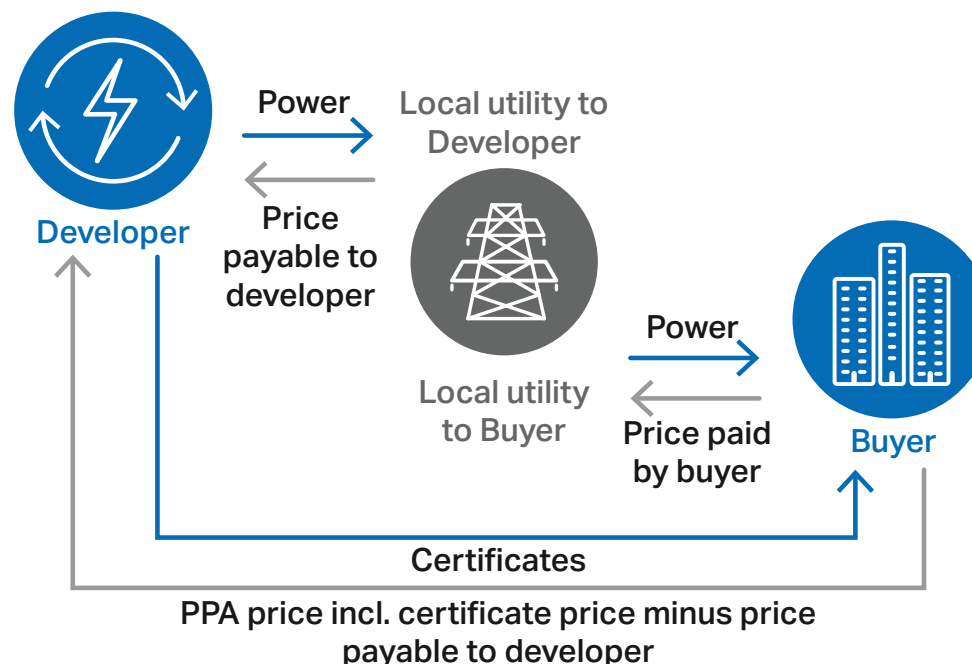 Power
Local utility to
Developer
Developer
Price
payable to
developer
Power
Local utility
to Buyer
Price paid
by buyer
Buyer
Certificates
PPA price incl. certificate price minus price
payable to developer